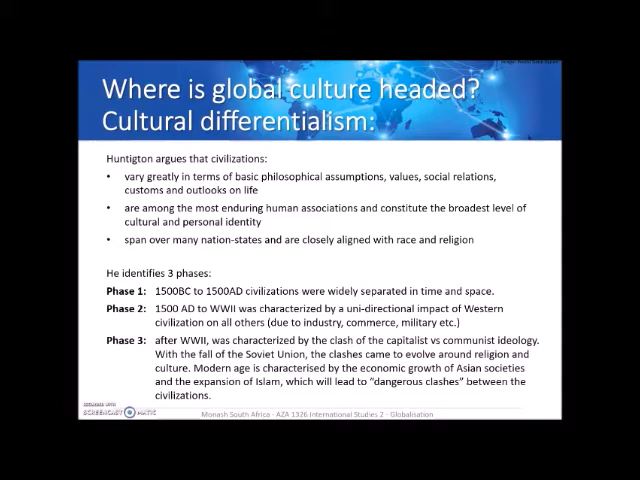 Where is global culture headed?
Cultural differentialism:
Huntigton argues that civilizations:
• vary greatly in terms of basic philosophical assumptions, values, social relations,
customs and outlooks on life
• are among the most enduring human associations and constitute the broadest level of
cultural and personal identity
• span over many nation-states and are closely aligned with race and religion
He identifies 3 phases:
Phase 1: 1500BC to 1500AD civilizations were widely separated in time and space.
Phase 2: 1500 AD to WWII was characterized by a uni-directional impact of Western
civilization on all others (due to industry, commerce, military etc.)
Phase 3: after WWII, was characterized by the clash of the capitalist vs communist ideology.
With the fall of the Soviet Union, the clashes came to evolve around religion and
culture. Modern age is characterised by the economic growth of Asian societies
and the expansion of Islam, which will lead to “dangerous clashes” between the
civilizations.
RECORDED WITH
SCREENCAST MATIC
Monash South Africa - AZA 1326 International Studies 2 - Globalisation